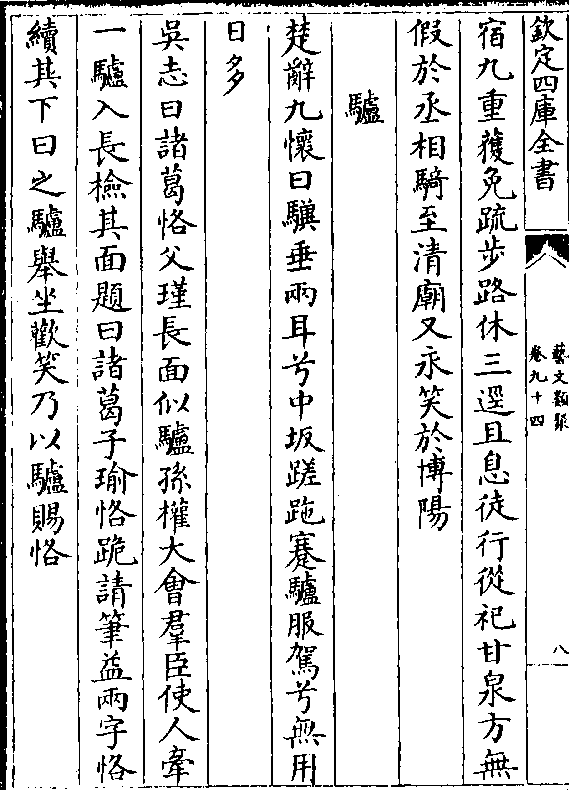 欽定四庫全書
藝文類聚
卷九十四
八
宿九重䕶免疏步路休三逕且息徒行從祀甘泉方無
假於丞相騎至清廟又永笑於博陽
驢
楚辭九懷曰驥垂兩耳兮中坂蹉跎蹇驢服駕兮無用
日多
吳志曰諸葛恪父瑾長面似驢孫權大會羣臣使人牽
一驢入長檢其面題曰諸葛子瑜恪跪請筆益兩字恪
續其下曰之驢舉坐歡笑乃以驢賜恪